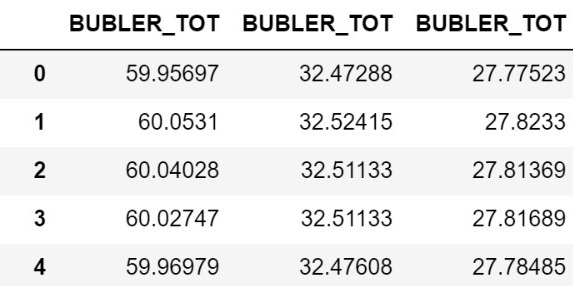 BUBLER_TOT BUBLER_TOT BUBLER_TOT
0 59.95697 32.47288 27.77523
1 60.0531 32.52415 27.8233
2 60.04028 32.51133 27.81369
3 60.02747 32.51133 27.81689
4 59.96979 32.47608 27.78485